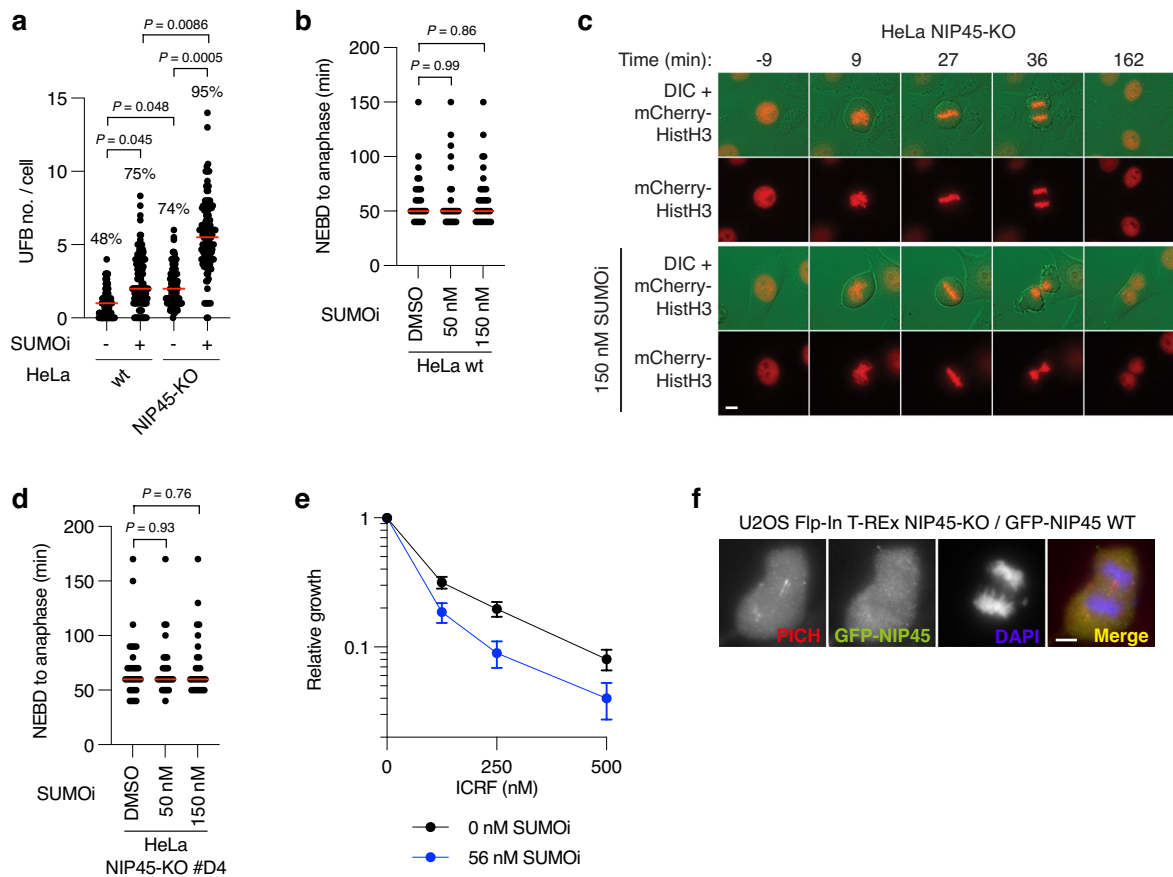 a
P = 0.0086
P = 0.0005
95%
P = 0.048
P = 0.045
75%
74%
48%
15
10
5
0
UFB no. / cell
SUMOi - + - +
HeLa wt NIP45-KO
b
P = 0.86
P = 0.99
200
150
100
50
0
NEBD to anaphase (min)
SUMOi DMSO 50 nM 150 nM
HeLa wt
c
HeLa NIP45-KO
Time (min): -9 9 27 36 162
DIC +
mCherry-
HistH3
mCherry-
HistH3
150 nM SUMOi
DIC +
mCherry-
HistH3
mCherry-
HistH3
d
P = 0.76
P = 0.93
200
150
100
50
0
NEBD to anaphase (min)
SUMOi DMSO 50 nM 150 nM
HeLa
NIP45-KO #D4
e
1
0.1
Relative growth
0 250 500
ICRF (nM)
0 nM SUMOi
56 nM SUMOi
f
U2OS Flp-In T-REx NIP45-KO / GFP-NIP45 WT
PICH GFP-NIP45 DAPI Merge